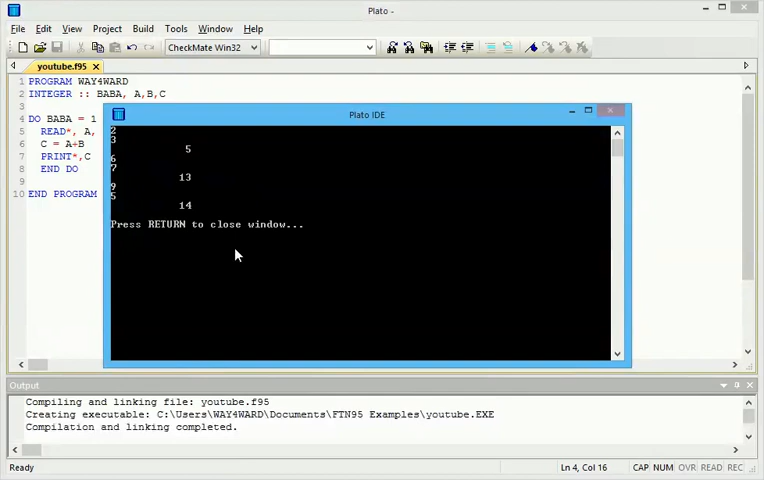 Plato -
File Edit View Project Build Tools Window Help
CheckMate Win32
youtube.f95
1 PROGRAM WAY4WARD
2 INTEGER :: BABA, A,B,C
3
4 DO BABA = 1
5 READ*, A,
6 C = A+B
7 PRINT*,C
8 END DO
9
10 END PROGRAM
Plato IDE
2
3
5
6
7
13
9
5
14
Press RETURN to close window...
Output
Compiling and linking file: youtube.f95
Creating executable: C:\Users\WAY4WARD\Documents\FTN95 Examples\youtube.EXE
Compilation and linking completed.
Ready Ln 4, Col 16 CAP NUM OVR READ REC